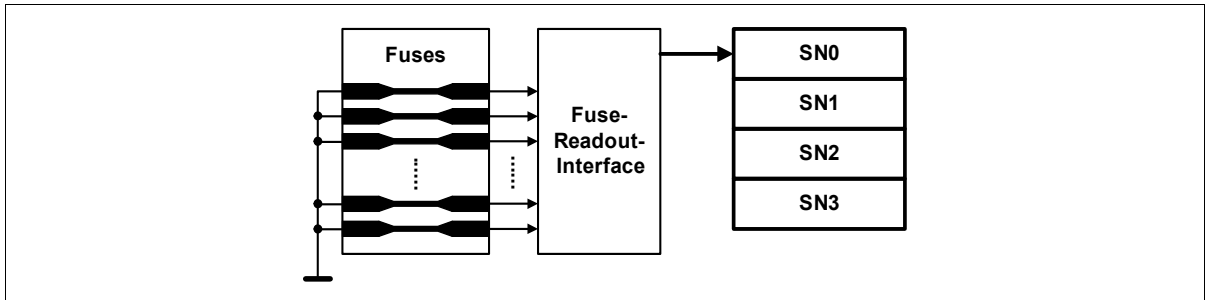 Fuses
Fuse-
Readout-
Interface
SN0
SN1
SN2
SN3